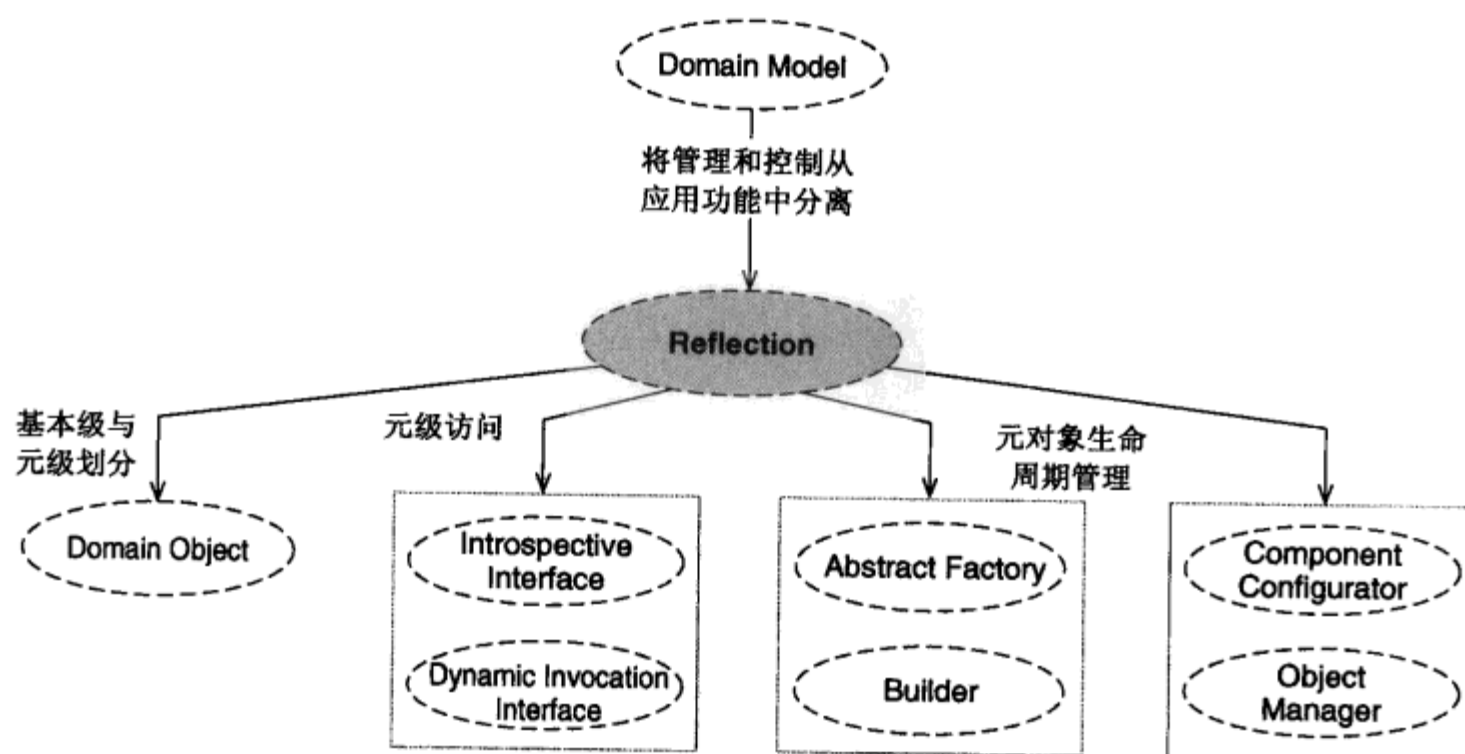 Domain Model
将管理和控制从
应用功能中分离
Reflection
基本级与
元级划分
元级访问
元对象生命
周期管理
Domain Object
Introspective
Interface
Dynamic Invocation
Interface
Abstract Factory
Builder
Component
Configurator
Object
Manager